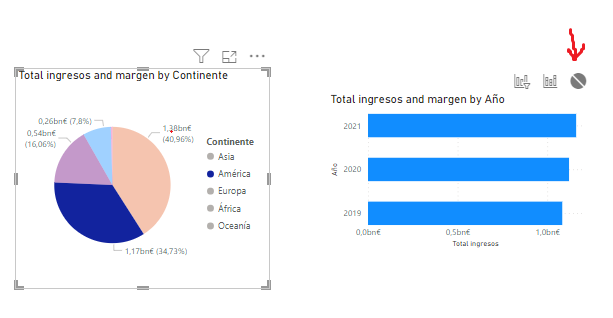 Total ingresos and margen by Continente
0,26bn€ (7,8%)
0,54bn€
(16,06%)
1,38bn€
(40,96%)
1,17bn€ (34,73%)
Continente
Asia
América
Europa
África
Oceanía
Total ingresos and margen by Año
Año
2021
2020
2019
0,0bn€
0,5bn€
1,0bn€
Total ingresos